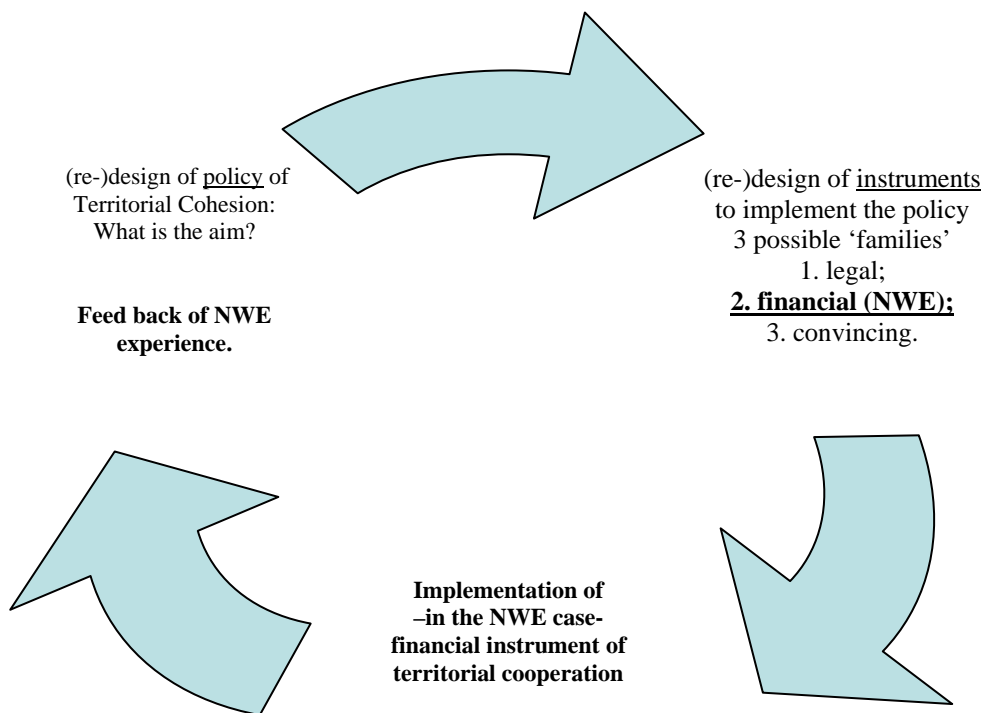 (re-)design of policy of
Territorial Cohesion:
What is the aim?
Feed back of NWE
experience.
(re-)design of instruments
to implement the policy
3 possible ‘families’
1. legal;
2. financial (NWE);
3. convincing.
Implementation of
–in the NWE case-
financial instrument of
territorial cooperation